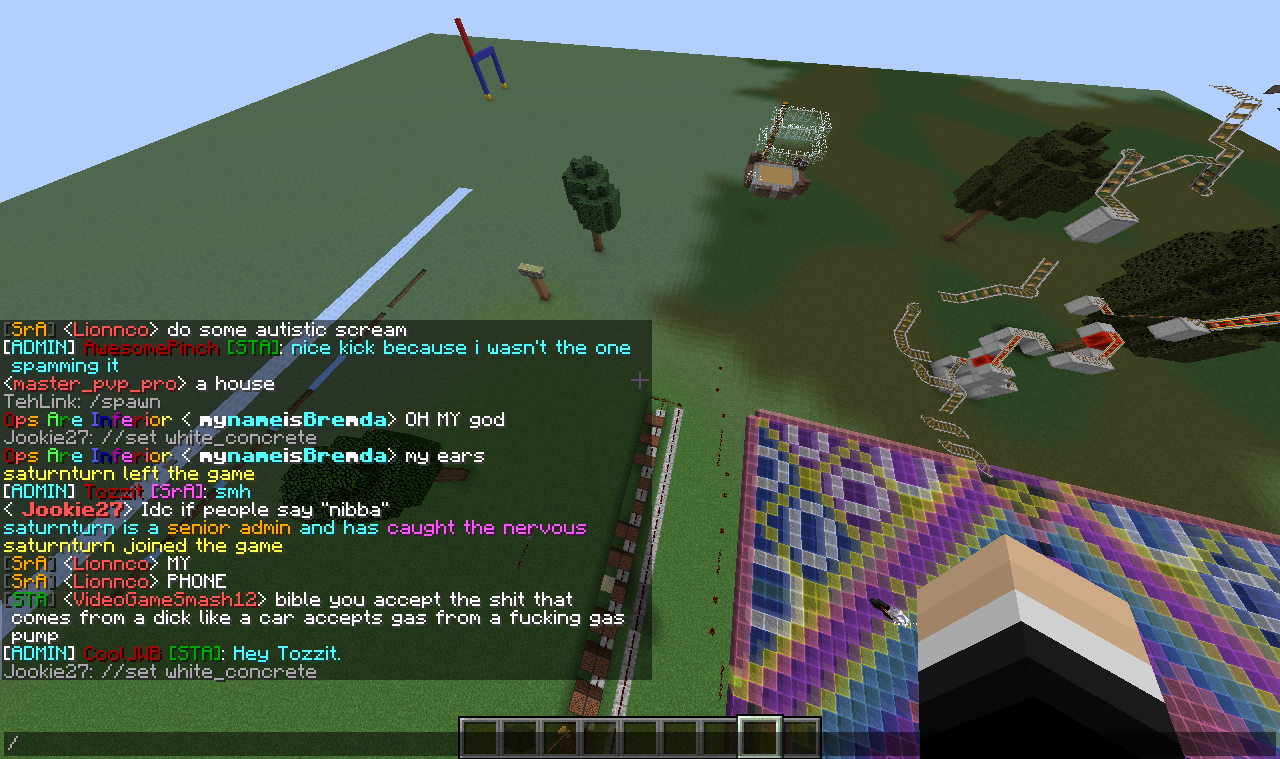 [SrA] <Lionnco> do some autistic scream
[ADMIN] AwesomePinch [STA]: nice kick because i wasn't the one
spamming it
<master_pvp_pro> a house
TehLink: /spawn
Ops Are Inferior < mynameisBrenda> OH MY god
Jookie27: //set white_concrete
Ops Are Inferior < mynameisBrenda> my ears
saturnturn left the game
[ADMIN] Tozzit [SrA]: smh
< Jookie27> Idc if people say "nibba"
saturnturn is a senior admin and has caught the nervous
saturnturn joined the game
[SrA] <Lionnco> MY
[SrA] <Lionnco> PHONE
[STA] <VideoGameSmash12> bible you accept the shit that
comes from a dick like a car accepts gas from a fucking gas
pump
[ADMIN] CoolJWB [STA]: Hey Tozzit.
Jookie27: //set white_concrete
/